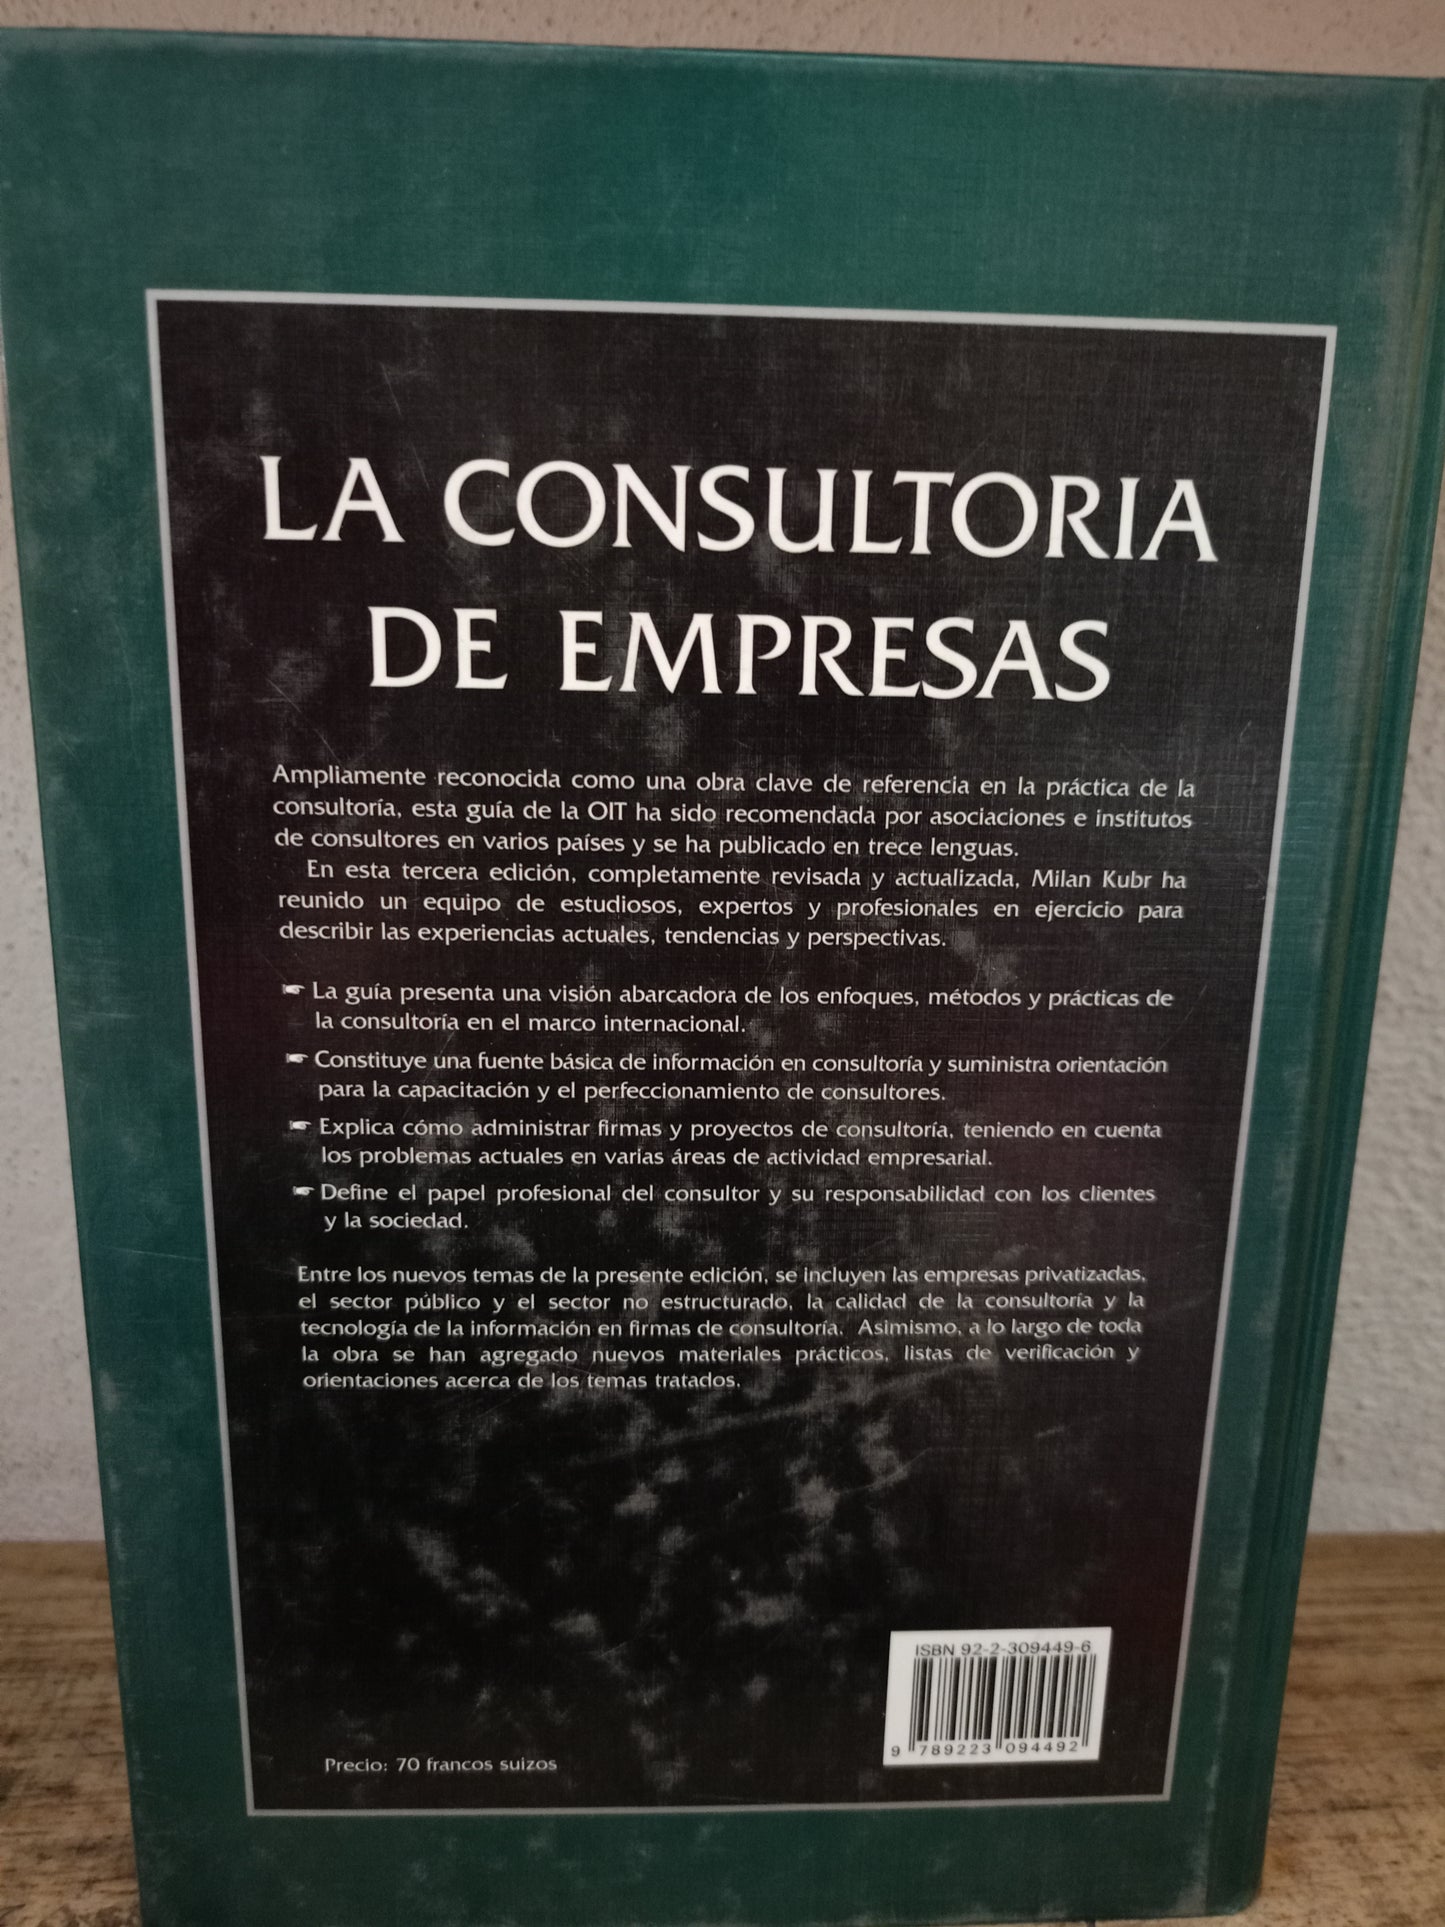 LA CONSULTORIA
DE EMPRESAS
Ampliamente reconocida como una obra clave de referencia en la práctica de la
consultoría, esta guía de la OIT ha sido recomendada por asociaciones e institutos
de consultores en varios países y se ha publicado en trece lenguas.
En esta tercera edición, completamente revisada y actualizada, Milan Kubr ha
reunido un equipo de estudiosos, expertos y profesionales en ejercicio para
describir las experiencias actuales, tendencias y perspectivas.
☛ La guía presenta una visión abarcadora de los enfoques, métodos y prácticas de
la consultoría en el marco internacional.
☛ Constituye una fuente básica de información en consultoría y suministra orientación
para la capacitación y el perfeccionamiento de consultores.
☛ Explica cómo administrar firmas y proyectos de consultoría, teniendo en cuenta
los problemas actuales en varias áreas de actividad empresarial.
☛ Define el papel profesional del consultor y su responsabilidad con los clientes
y la sociedad.
Entre los nuevos temas de la presente edición, se incluyen las empresas privatizadas,
el sector público y el sector no estructurado, la calidad de la consultoría y la
tecnología de la información en firmas de consultoría. Asimismo, a lo largo de toda
la obra se han agregado nuevos materiales prácticos, listas de verificación y
orientaciones acerca de los temas tratados.
ISBN 92-2-309449-6
9 789223 094492
Precio: 70 francos suizos